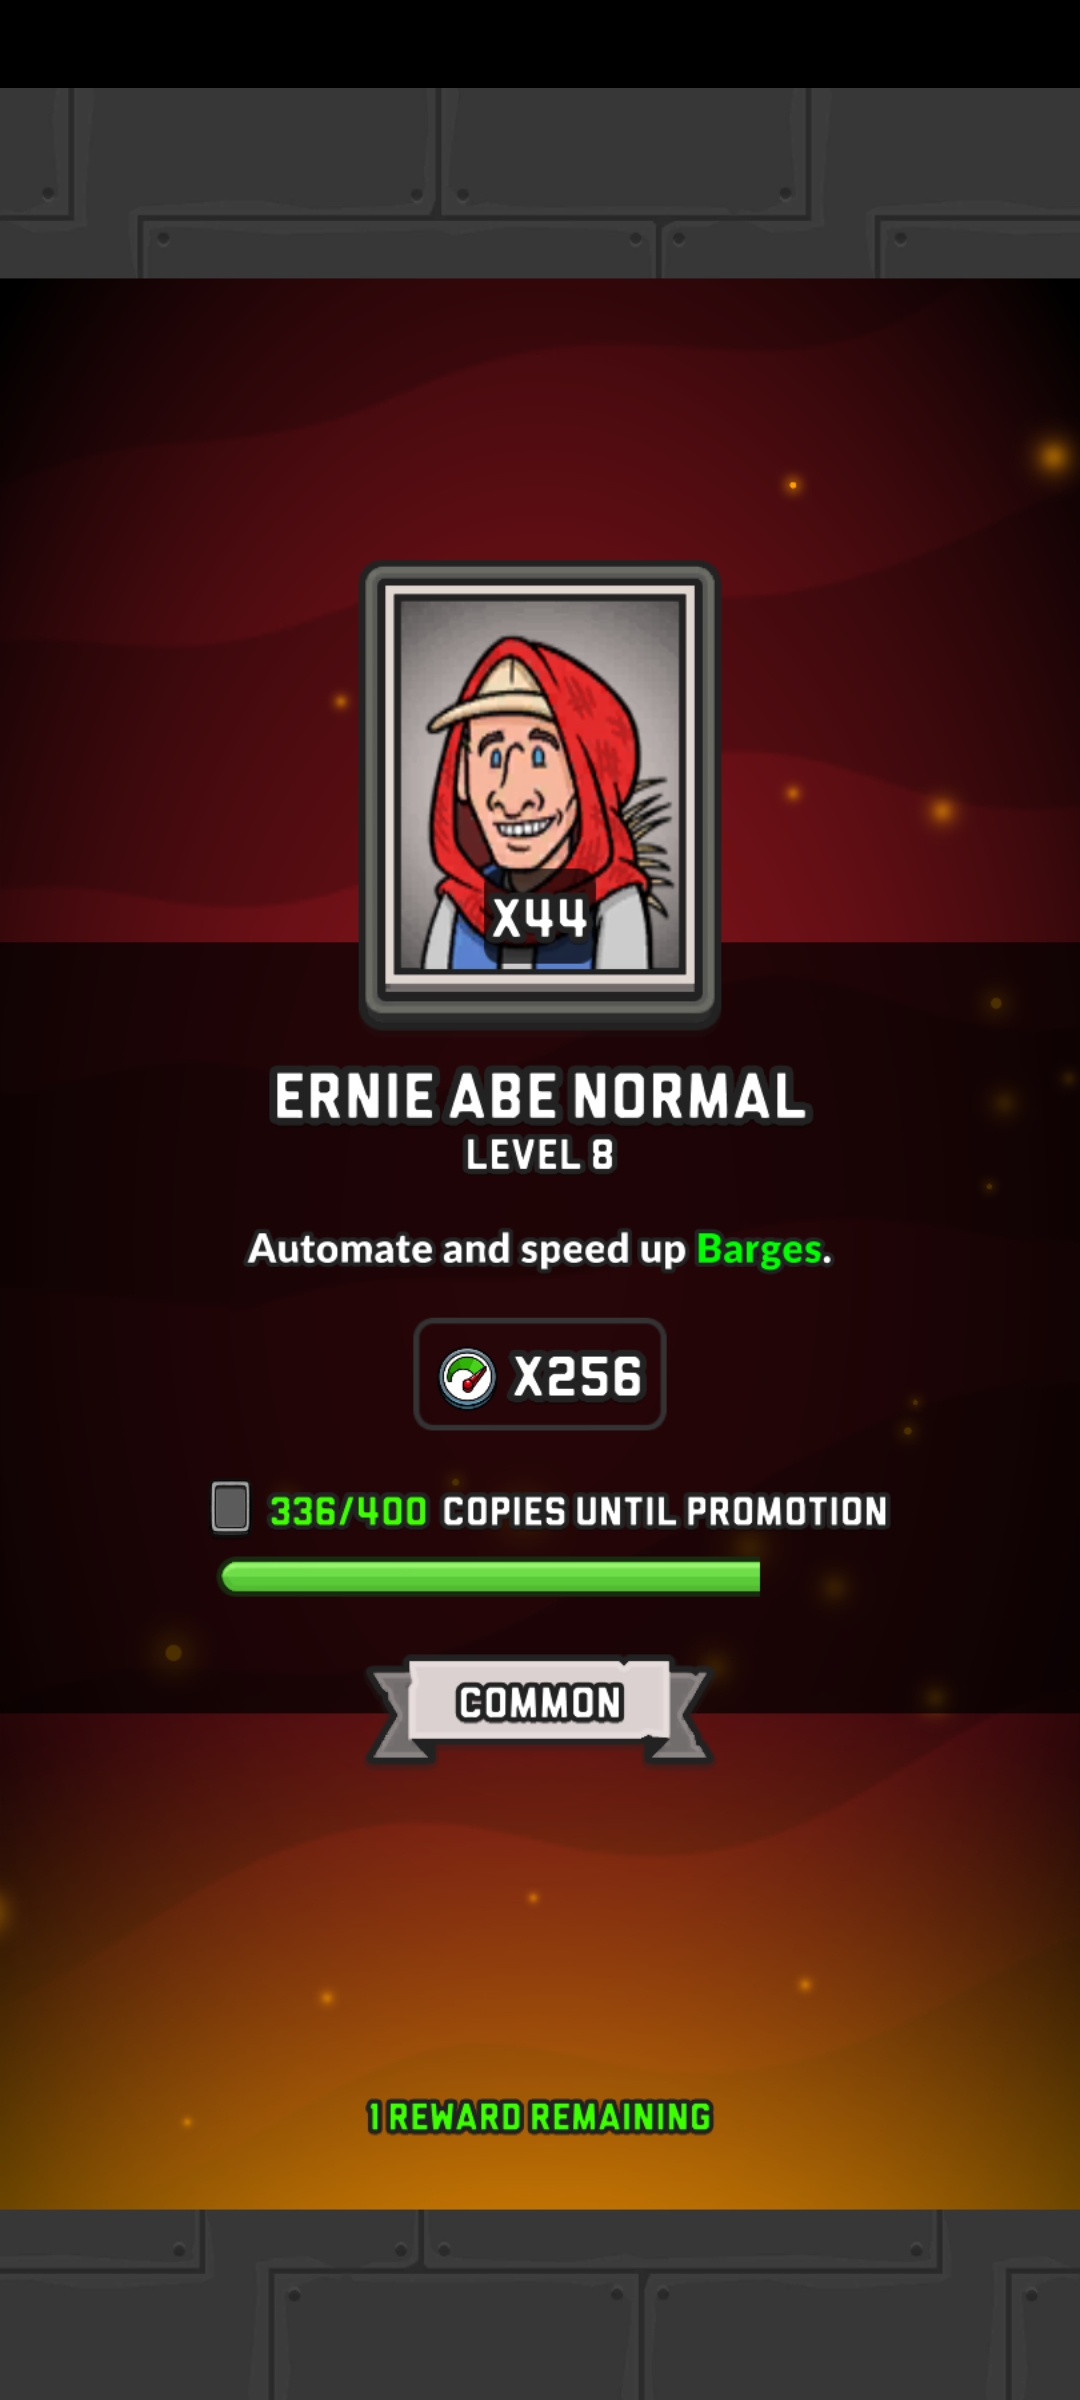 X44
ERNIE ABE NORMAL
LEVEL 8
Automate and speed up Barges.
X256
336/400 COPIES UNTIL PROMOTION
COMMON
1 REWARD REMAINING